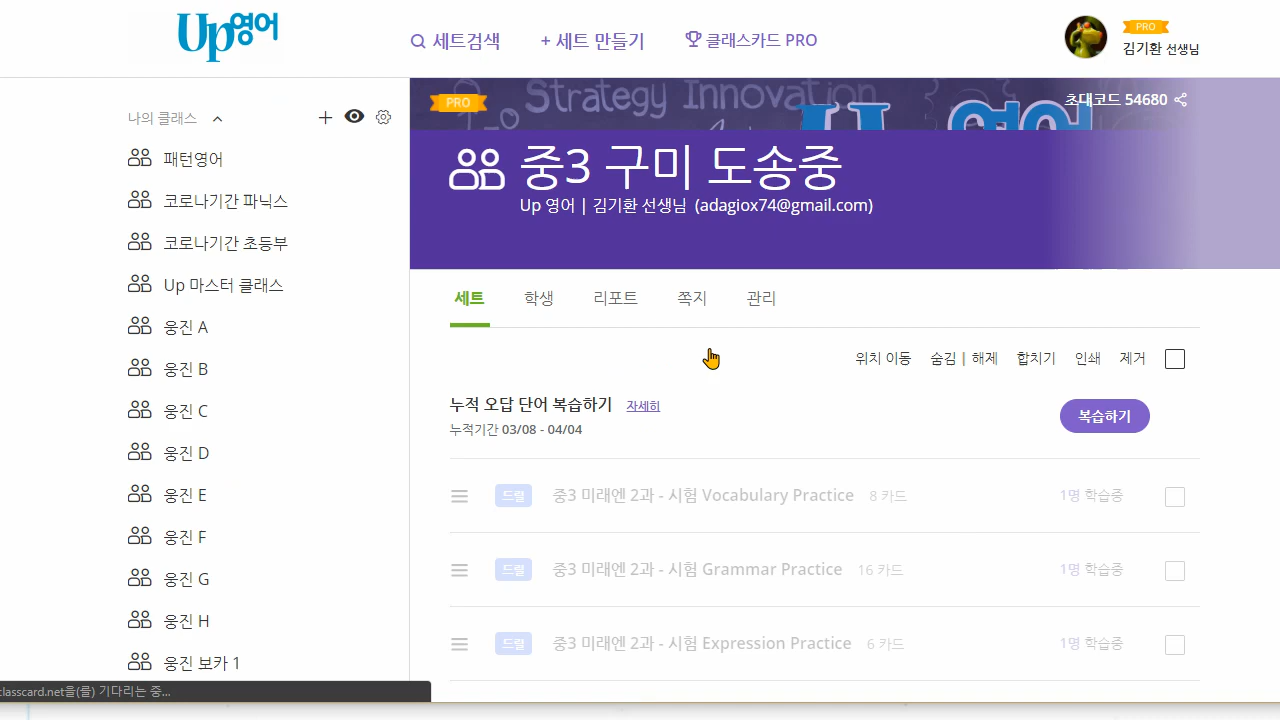 Up영어
세트검색
+ 세트 만들기
클래스카드 PRO
PRO
김기환 선생님
나의 클래스
패턴영어
코로나기간 파닉스
코로나기간 초등부
Up 마스터 클래스
웅진 A
웅진 B
웅진 C
웅진 D
웅진 E
웅진 F
웅진 G
웅진 H
웅진 보카 1
PRO
Strategy Innovation
초대코드 54680
중3 구미 도송중
Up 영어 | 김기환 선생님 (adagiox74@gmail.com)
세트
학생
리포트
쪽지
관리
위치 이동
숨김 | 해제
합치기
인쇄
제거
누적 오답 단어 복습하기 자세히
누적기간 03/08 - 04/04
복습하기
드릴 중3 미래엔 2과 - 시험 Vocabulary Practice 8 카드 1명 학습중
드릴 중3 미래엔 2과 - 시험 Grammar Practice 16 카드 1명 학습중
드릴 중3 미래엔 2과 - 시험 Expression Practice 6 카드 1명 학습중
classcard.net을(를) 기다리는 중...